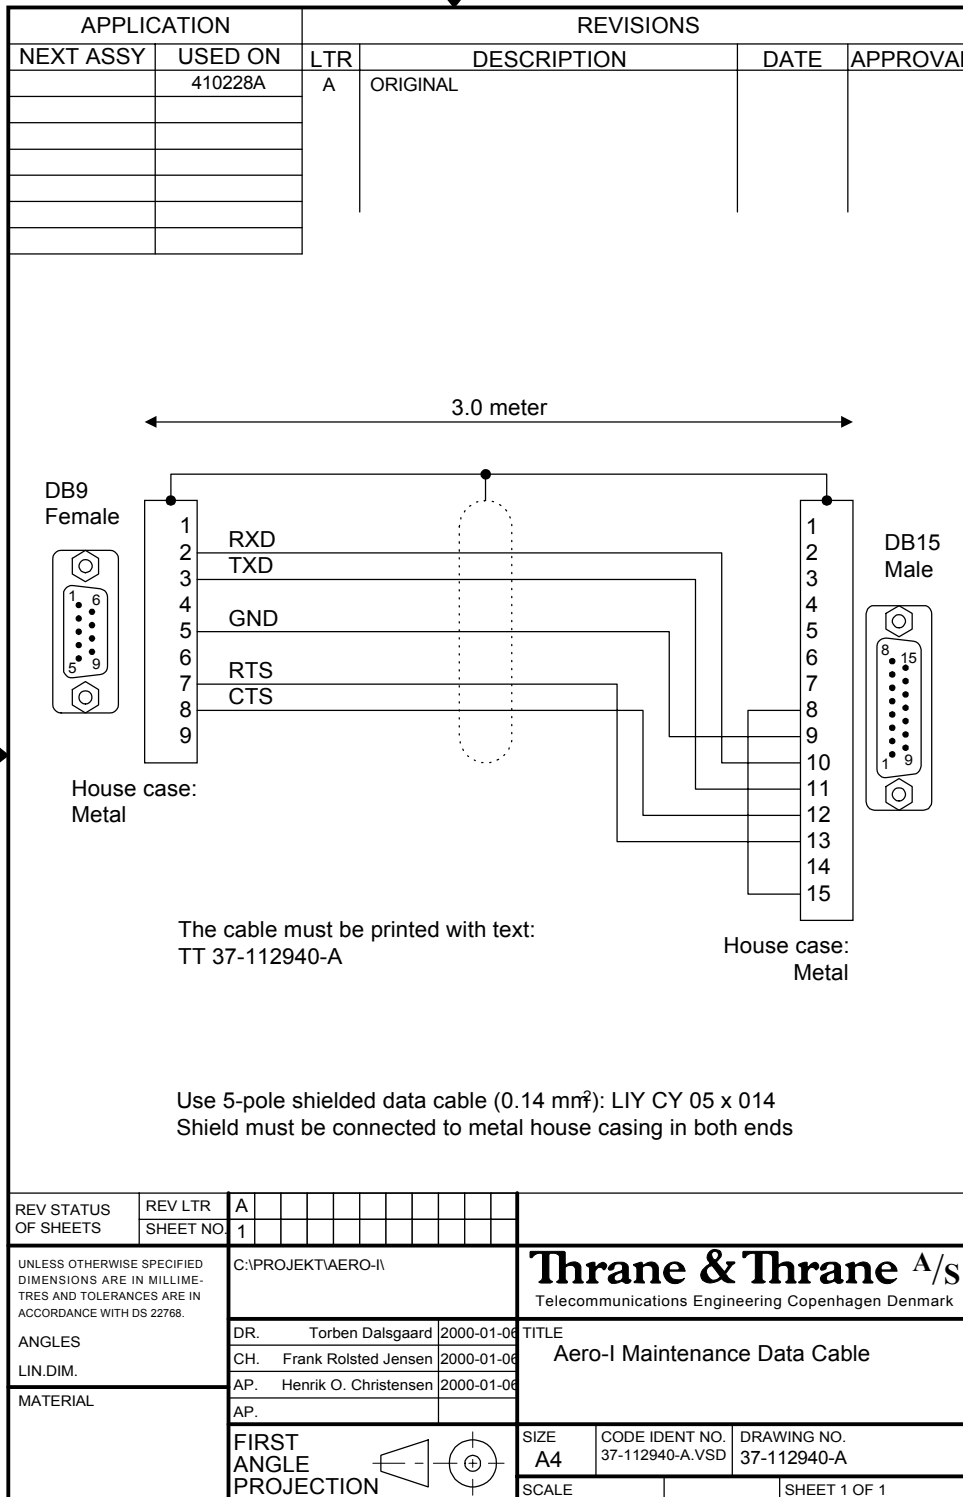 APPLICATION
REVISIONS
NEXT ASSY
USED ON
LTR
DESCRIPTION
DATE
APPROVAL
410228A
A
ORIGINAL
3.0 meter
DB9
Female
1
2
3
4
5
6
7
8
9
RXD
TXD
GND
RTS
CTS
1
6
5
9
House case:
Metal
1
2
3
4
5
6
7
8
9
10
11
12
13
14
15
DB15
Male
8
15
1
9
House case:
Metal
The cable must be printed with text:
TT 37-112940-A
Use 5-pole shielded data cable (0.14 mm²): LIY CY 05 x 014
Shield must be connected to metal house casing in both ends
REV STATUS
OF SHEETS
REV LTR
A
SHEET NO.
1
UNLESS OTHERWISE SPECIFIED
DIMENSIONS ARE IN MILLIME-
TRES AND TOLERANCES ARE IN
ACCORDANCE WITH DS 22768.
ANGLES
LIN.DIM.
MATERIAL
C:\PROJEKT\AERO-I\
Thrane & Thrane A/S
Telecommunications Engineering Copenhagen Denmark
DR. Torben Dalsgaard 2000-01-06
CH. Frank Rolsted Jensen 2000-01-06
AP. Henrik O. Christensen 2000-01-06
AP.
TITLE
Aero-I Maintenance Data Cable
FIRST
ANGLE
PROJECTION
SIZE
A4
CODE IDENT NO.
37-112940-A.VSD
DRAWING NO.
37-112940-A
SCALE
SHEET 1 OF 1